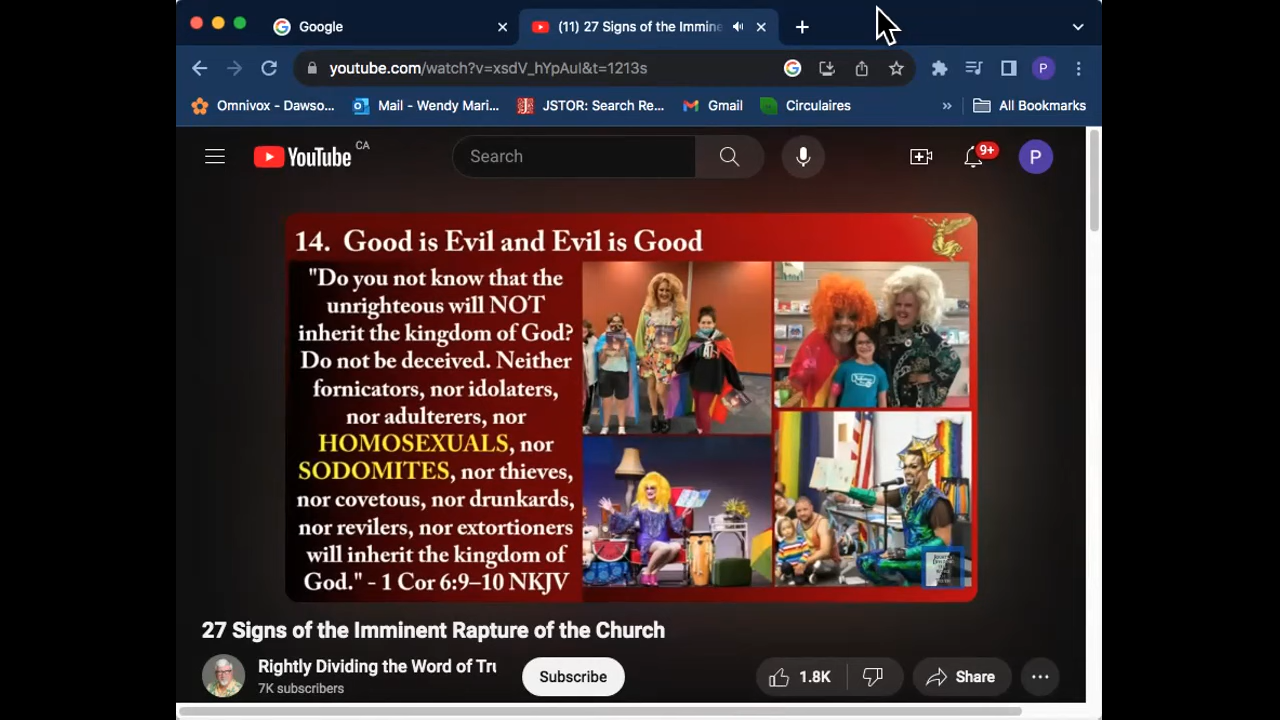 Google
(11) 27 Signs of the Immine
youtube.com/watch?v=xsdV_hYpAuI&t=1213s
P
Omnivox - Dawso...
Mail - Wendy Mari...
JSTOR: Search Re...
Gmail
Circulaires
»
All Bookmarks
YouTube CA
Search
9+
P
14. Good is Evil and Evil is Good
"Do you not know that the
unrighteous will NOT
inherit the kingdom of God?
Do not be deceived. Neither
fornicators, nor idolaters,
nor adulterers, nor
HOMOSEXUALS, nor
SODOMITES, nor thieves,
nor covetous, nor drunkards,
nor revilers, nor extortioners
will inherit the kingdom of
God." - 1 Cor 6:9–10 NKJV
27 Signs of the Imminent Rapture of the Church
Rightly Dividing the Word of Tru
7K subscribers
Subscribe
1.8K
Share